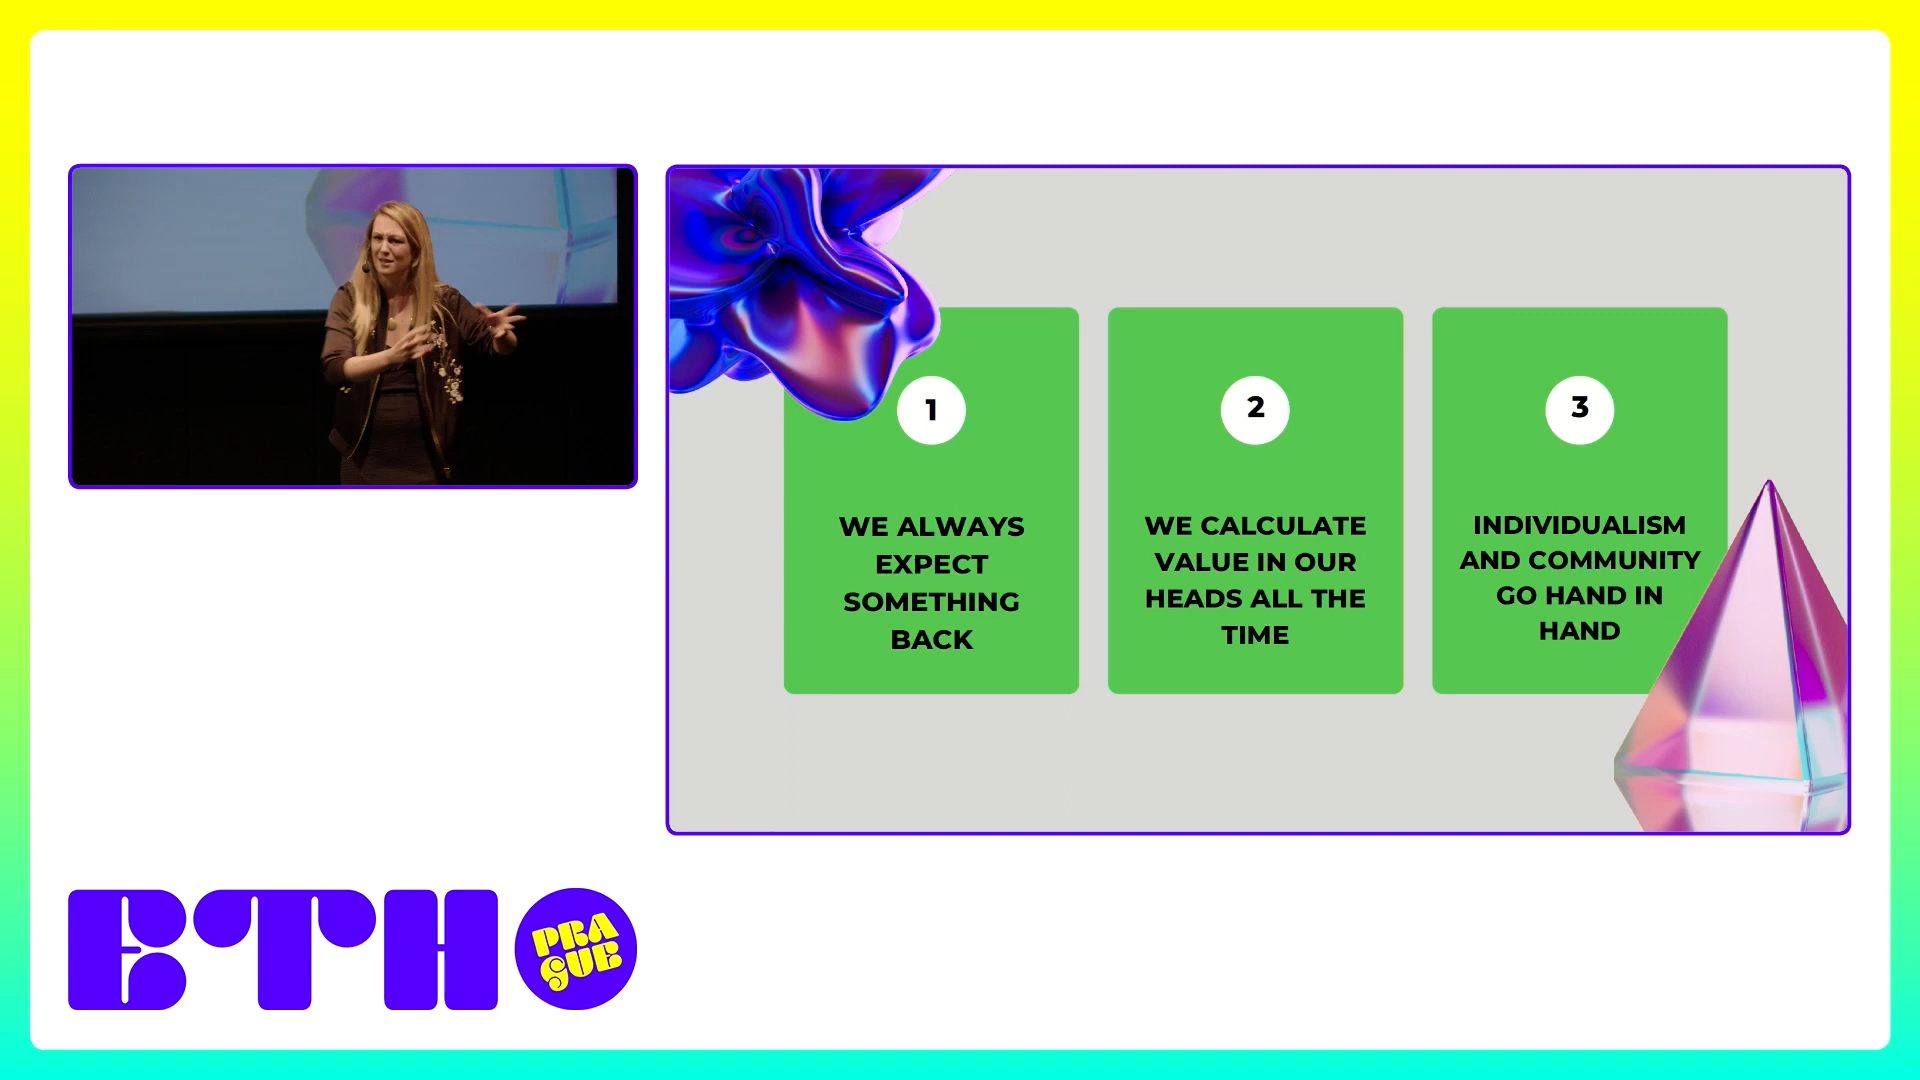 1
WE ALWAYS
EXPECT
SOMETHING
BACK
2
WE CALCULATE
VALUE IN OUR
HEADS ALL THE
TIME
3
INDIVIDUALISM
AND COMMUNITY
GO HAND IN
HAND
ETH
PRA
GUE